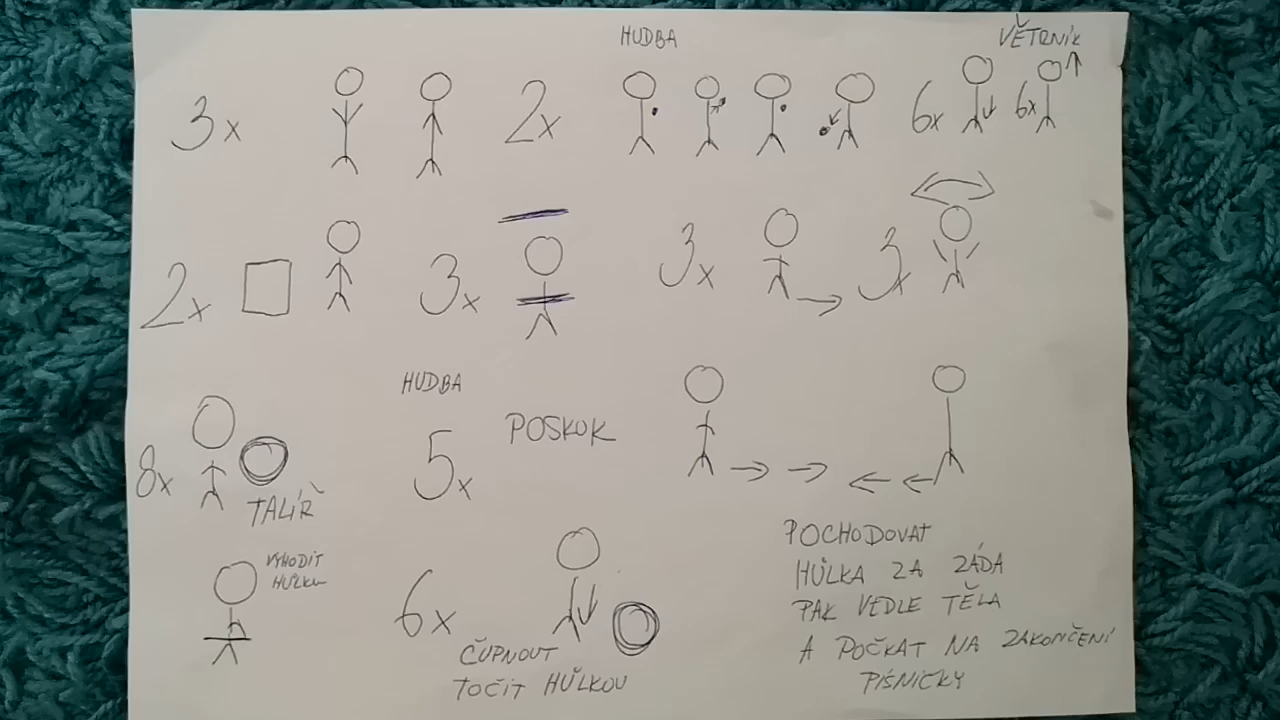 HUDBA
VĚTRNÍK
3x
2x
6x
6x
2x
3x
3x
3x
HUDBA
8x
5x
POSKOK
TALÍŘ
VYHODIT
HŮLKU
6x
ČUPNOUT
TOČIT HŮLKOU
POCHODOVAT
HŮLKA ZA ZÁDA
PAK VEDLE TĚLA
A POČKAT NA ZAKONČENÍ
PÍSNIČKY